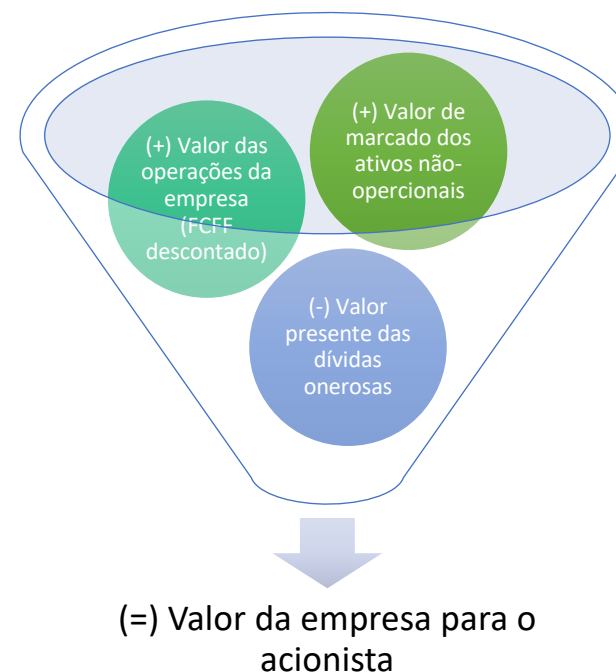 (+) Valor das
operações da
empresa
(FCFF
descontado)
(+) Valor de
marcado dos
ativos não-
opercionais
(-) Valor
presente das
dívidas
onerosas
(=) Valor da empresa para o
acionista